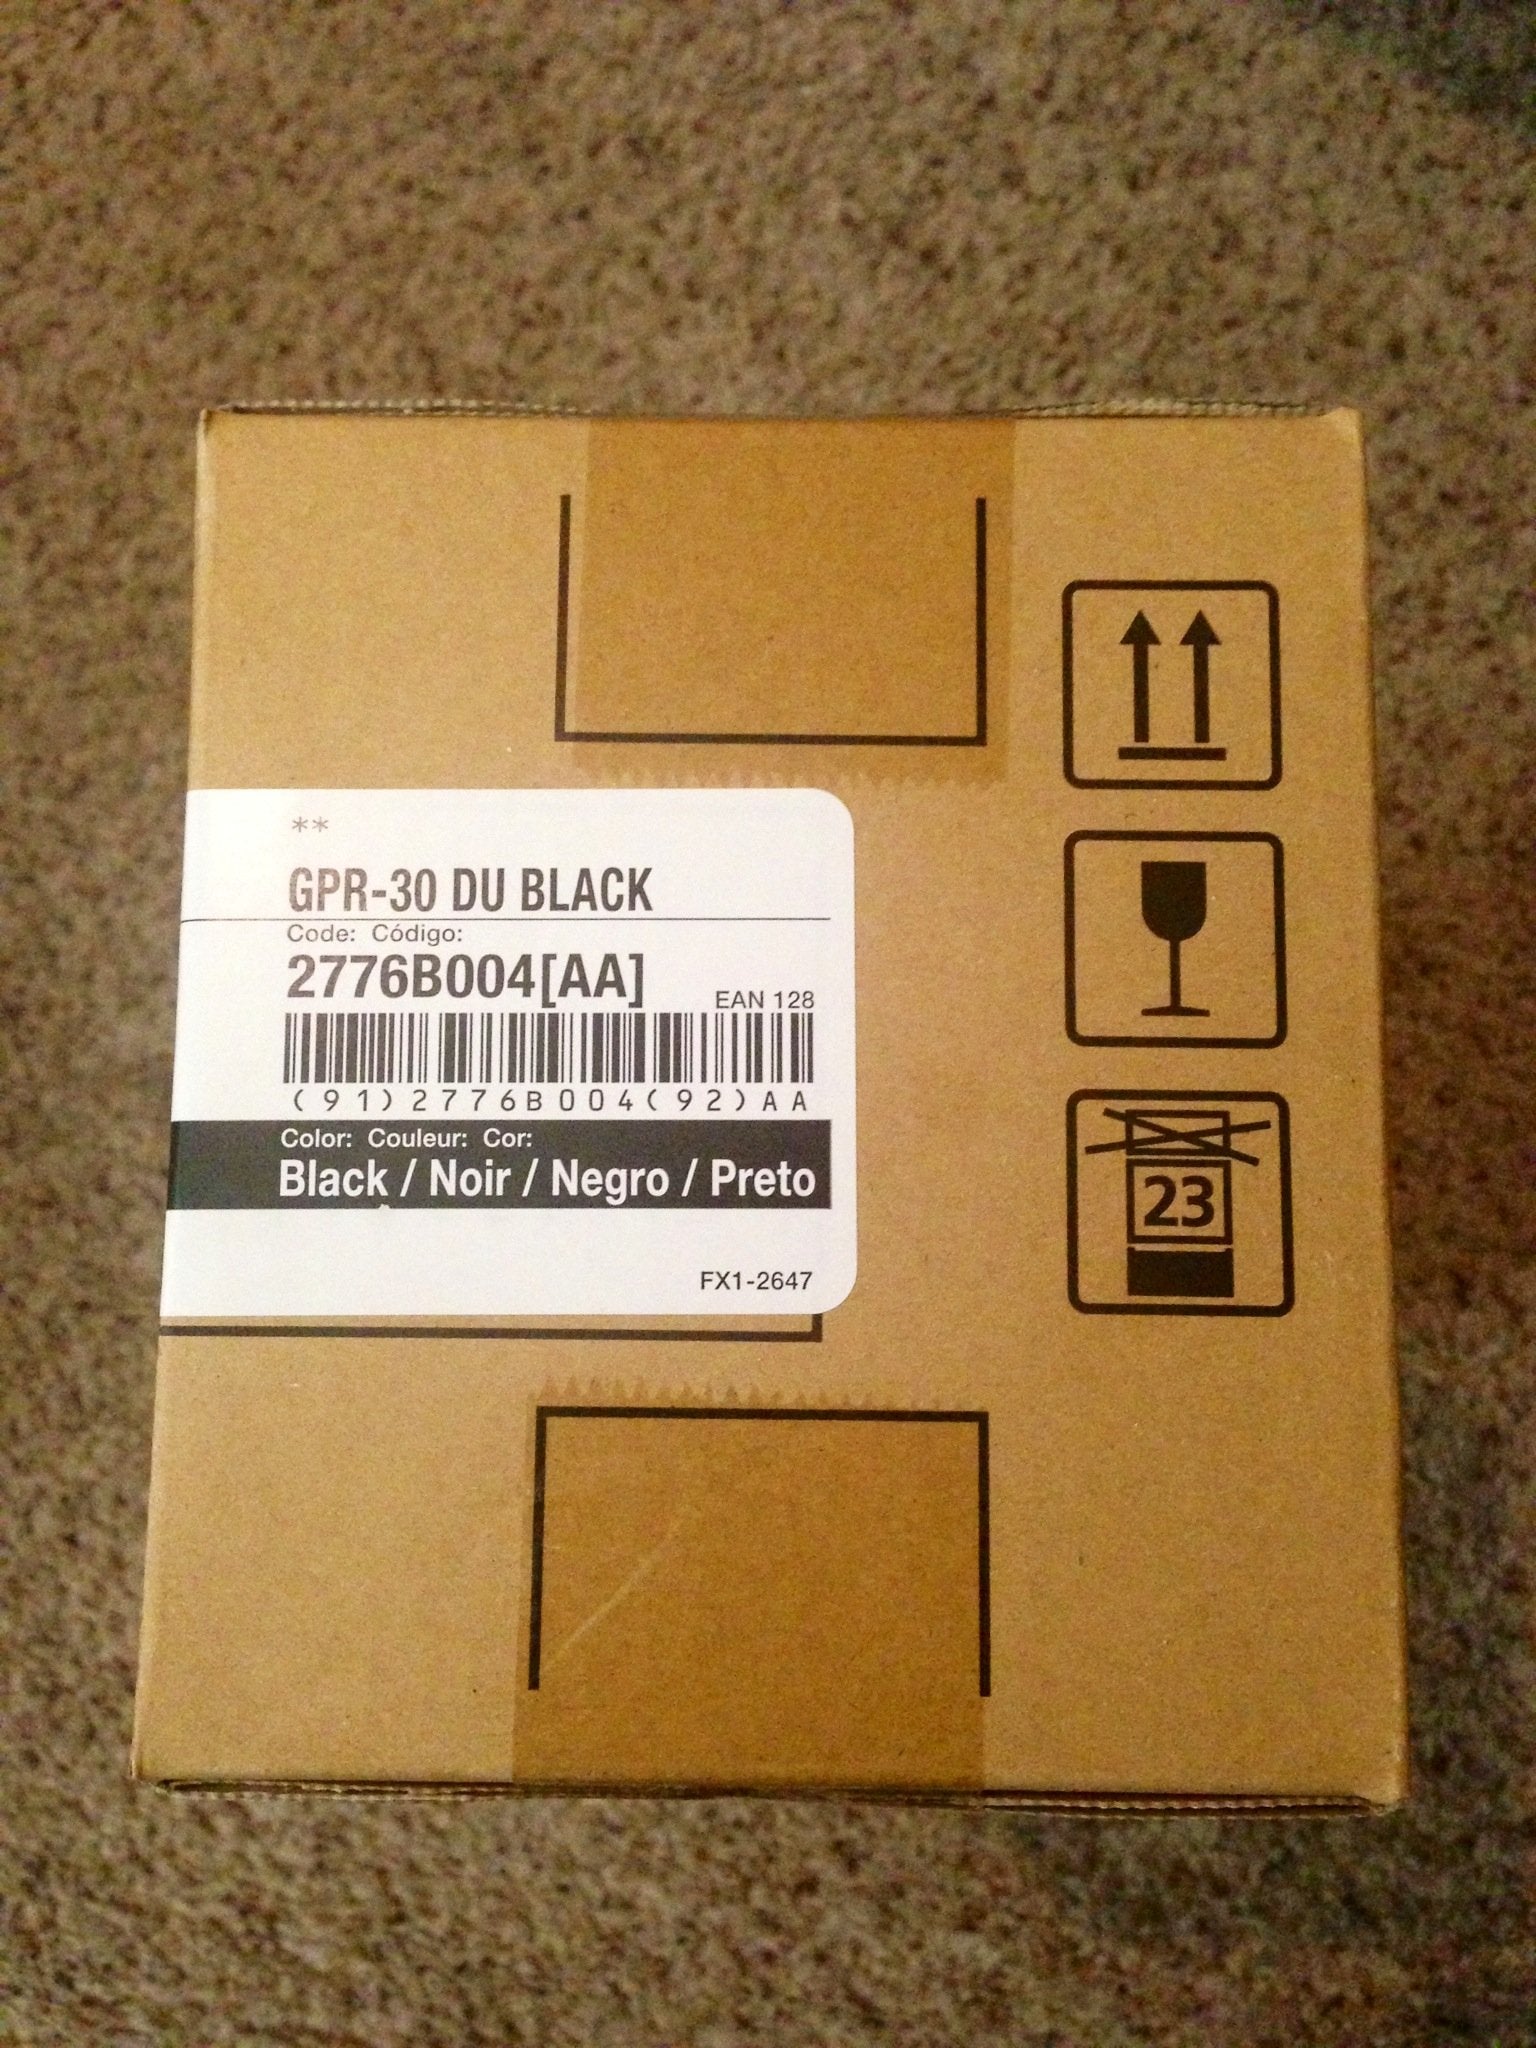 **
GPR-30 DU BLACK
Code: Código:
2776B004[AA]
EAN 128
(91)2776B004(92)AA
Color: Couleur: Cor:
Black / Noir / Negro / Preto
FX1-2647
23